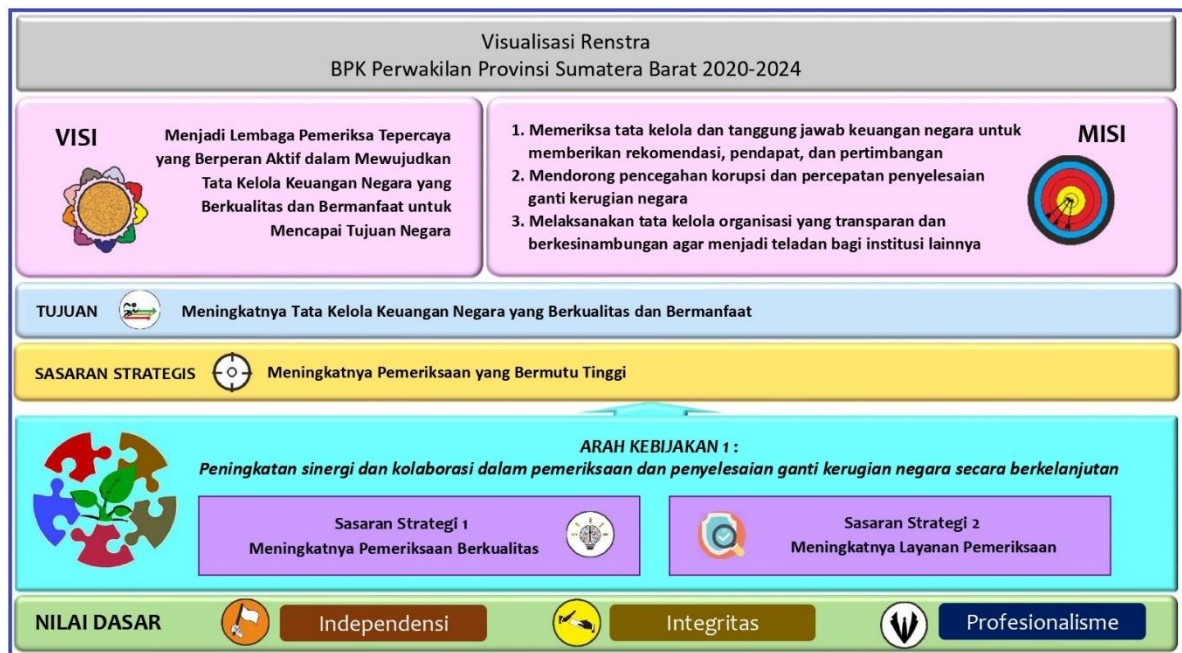 Visualisasi Renstra
BPK Perwakilan Provinsi Sumatera Barat 2020-2024
VISI
Menjadi Lembaga Pemeriksa Tepercaya
yang Berperan Aktif dalam Mewujudkan
Tata Kelola Keuangan Negara yang
Berkualitas dan Bermanfaat untuk
Mencapai Tujuan Negara
MISI
1. Memeriksa tata kelola dan tanggung jawab keuangan negara untuk
memberikan rekomendasi, pendapat, dan pertimbangan
2. Mendorong pencegahan korupsi dan percepatan penyelesaian
ganti kerugian negara
3. Melaksanakan tata kelola organisasi yang transparan dan
berkesinambungan agar menjadi teladan bagi institusi lainnya
TUJUAN Meningkatnya Tata Kelola Keuangan Negara yang Berkualitas dan Bermanfaat
SASARAN STRATEGIS Meningkatnya Pemeriksaan yang Bermutu Tinggi
ARAH KEBIJAKAN 1 :
Peningkatan sinergi dan kolaborasi dalam pemeriksaan dan penyelesaian ganti kerugian negara secara berkelanjutan
Sasaran Strategi 1
Meningkatnya Pemeriksaan Berkualitas
Sasaran Strategi 2
Meningkatnya Layanan Pemeriksaan
NILAI DASAR Independensi Integritas Profesionalisme